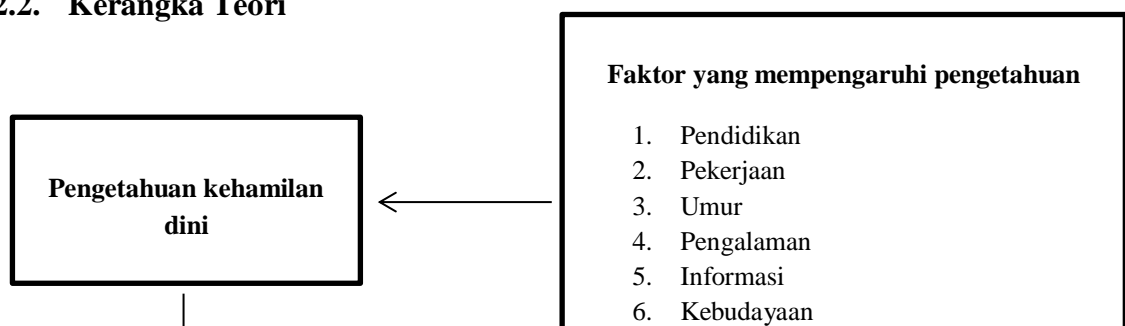 2.2. Kerangka Teori
Faktor yang mempengaruhi pengetahuan
1. Pendidikan
2. Pekerjaan
3. Umur
4. Pengalaman
5. Informasi
6. Kebudayaan
Pengetahuan kehamilan
dini